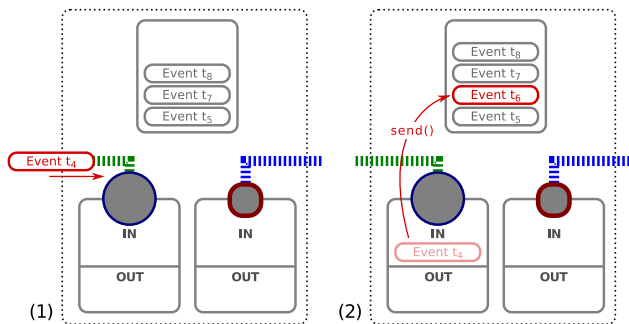 Event t₈
Event t₇
Event t₅
Event t₄
IN
IN
OUT
OUT
(1)
Event t₈
Event t₇
Event t₆
Event t₅
send()
IN
IN
Event t₄
OUT
OUT
(2)